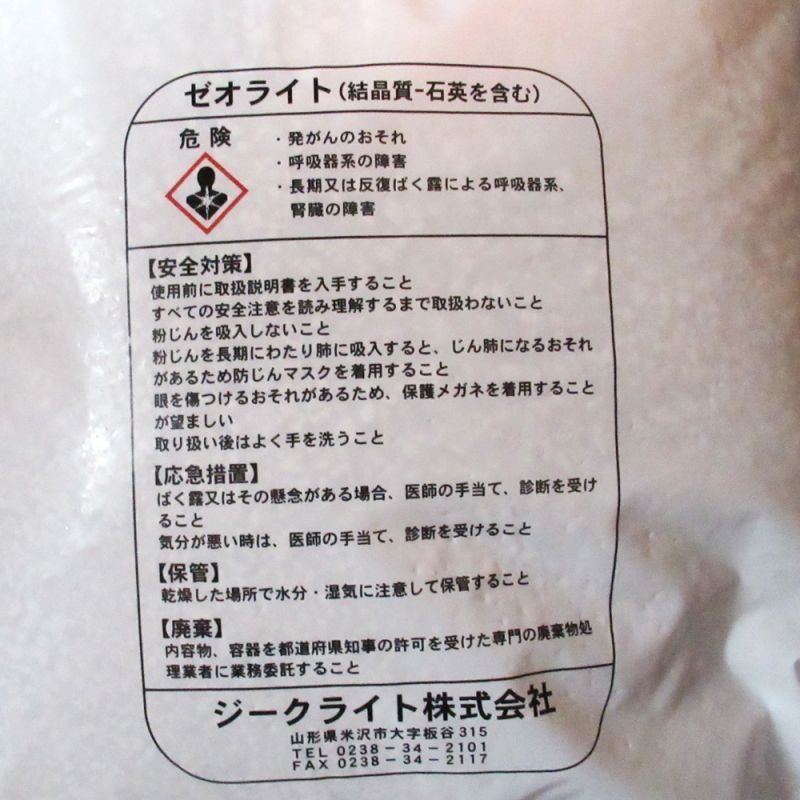 ゼオライト(結晶質-石英を含む)
危険
・発がんのおそれ
・呼吸器系の障害
・長期又は反復ばく露による呼吸器系、
腎臓の障害
【安全対策】
使用前に取扱説明書を入手すること
すべての安全注意を読み理解するまで取扱わないこと
粉じんを吸入しないこと
粉じんを長期にわたり肺に吸入すると、じん肺になるおそれ
があるため防じんマスクを着用すること
眼を傷つけるおそれがあるため、保護メガネを着用すること
が望ましい
取り扱い後はよく手を洗うこと
【応急措置】
ばく露又はその懸念がある場合、医師の手当て、診断を受け
ること
気分が悪い時は、医師の手当て、診断を受けること
【保管】
乾燥した場所で水分・湿気に注意して保管すること
【廃棄】
内容物、容器を都道府県知事の許可を受けた専門の廃棄物処
理業者に業務委託すること
ジークライト株式会社
山形県米沢市大字板谷315
TEL 0238-34-2101
FAX 0238-34-2117